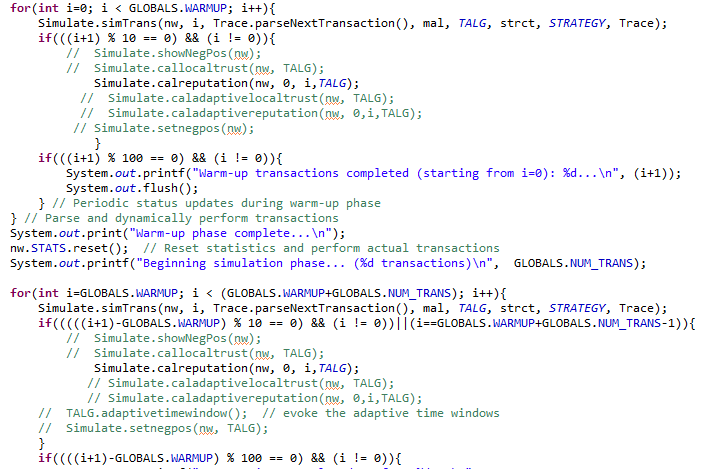 for(int i=0; i < GLOBALS.WARMUP; i++){
Simulate.simTrans(nw, i, Trace.parseNextTransaction(), mal, TALG, strct, STRATEGY, Trace);
if(((i+1) % 10 == 0) && (i != 0)){
// Simulate.showNegPos(nw);
// Simulate.callocaltrust(nw, TALG);
Simulate.calreputation(nw, 0, i,TALG);
// Simulate.caladaptivelocaltrust(nw, TALG);
// Simulate.caladaptivereputation(nw, 0,i,TALG);
// Simulate.setnegpos(nw);
}
if(((i+1) % 100 == 0) && (i != 0)){
System.out.printf("Warm-up transactions completed (starting from i=0): %d...\n", (i+1));
System.out.flush();
} // Periodic status updates during warm-up phase
} // Parse and dynamically perform transactions
System.out.print("Warm-up phase complete...\n");
nw.STATS.reset(); // Reset statistics and perform actual transactions
System.out.printf("Beginning simulation phase... (%d transactions)\n", GLOBALS.NUM_TRANS);
for(int i=GLOBALS.WARMUP; i < (GLOBALS.WARMUP+GLOBALS.NUM_TRANS); i++){
Simulate.simTrans(nw, i, Trace.parseNextTransaction(), mal, TALG, strct, STRATEGY, Trace);
if(((((i+1)-GLOBALS.WARMUP) % 10 == 0) && (i != 0))||(i==GLOBALS.WARMUP+GLOBALS.NUM_TRANS-1)){
// Simulate.showNegPos(nw);
// Simulate.callocaltrust(nw, TALG);
Simulate.calreputation(nw, 0, i,TALG);
// Simulate.caladaptivelocaltrust(nw, TALG);
// Simulate.caladaptivereputation(nw, 0,i,TALG);
// TALG.adaptivetimewindow(); // evoke the adaptive time windows
// Simulate.setnegpos(nw, TALG);
}
if((((i+1)-GLOBALS.WARMUP) % 100 == 0) && (i != 0)){